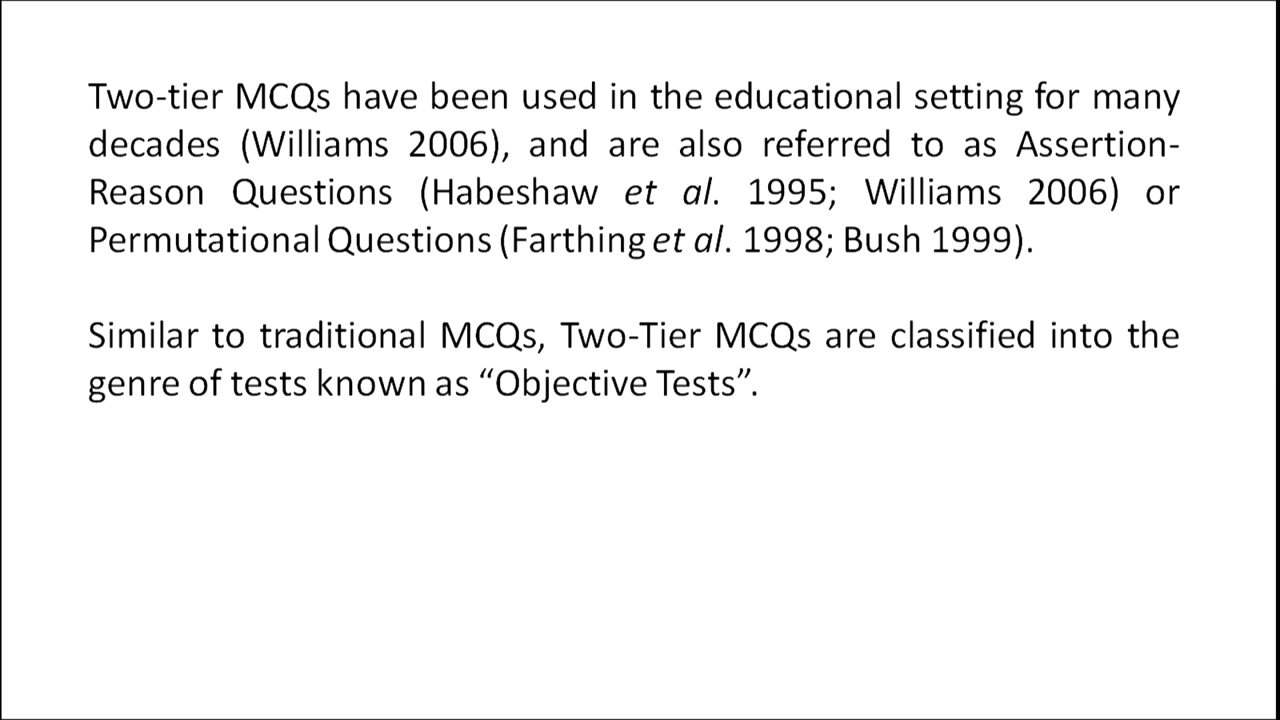 Two-tier MCQs have been used in the educational setting for many
decades (Williams 2006), and are also referred to as Assertion-
Reason Questions (Habeshaw et al. 1995; Williams 2006) or
Permutational Questions (Farthing et al. 1998; Bush 1999).
Similar to traditional MCQs, Two-Tier MCQs are classified into the
genre of tests known as “Objective Tests”.